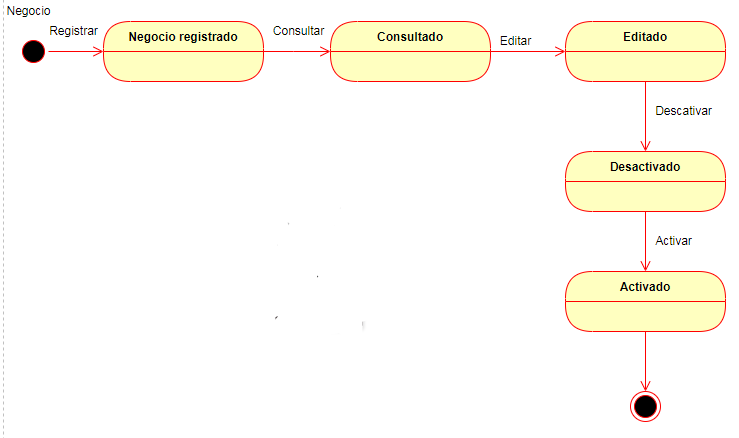 Negocio
Registrar
Negocio registrado
Consultar
Consultado
Editar
Editado
Descativar
Desactivado
Activar
Activado